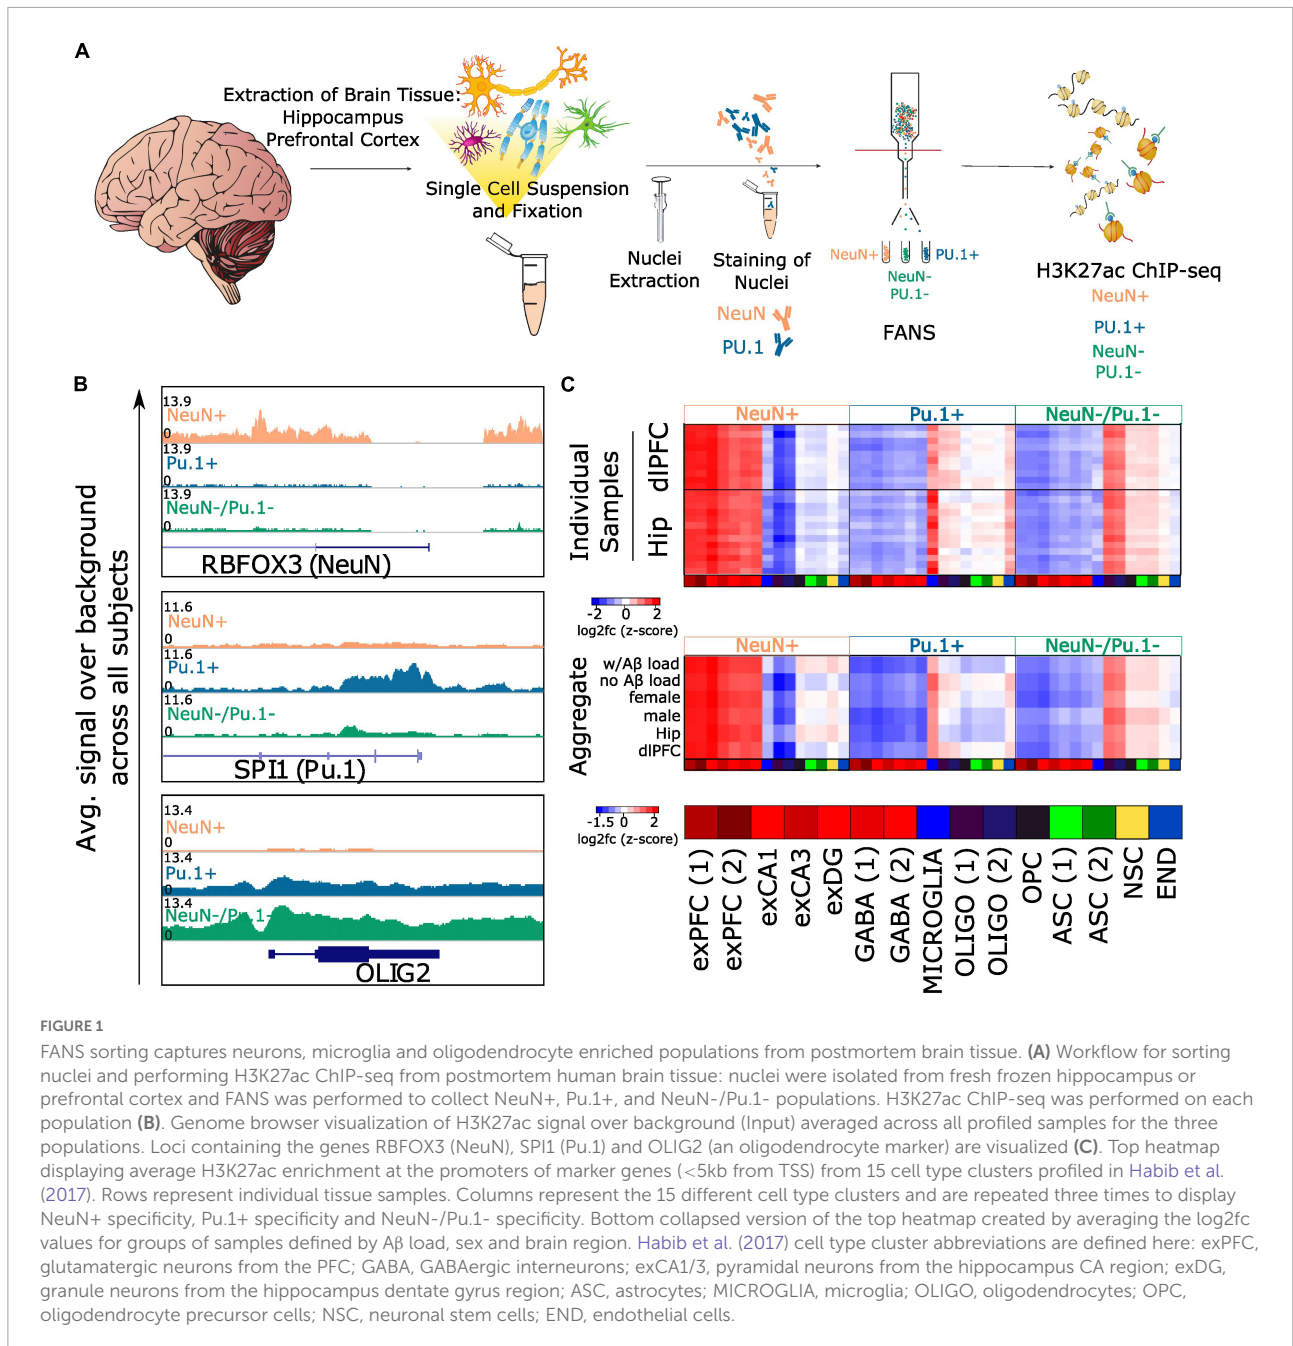 A
Extraction of Brain Tissue:
Hippocampus
Prefrontal Cortex
Single Cell Suspension
and Fixation
Nuclei
Extraction
Staining of
Nuclei
NeuN
PU.1
NeuN+
PU.1+
NeuN-
PU.1-
FANS
H3K27ac ChIP-seq
NeuN+
PU.1+
NeuN-
PU.1-
B
Avg. signal over background
across all subjects
13.9
NeuN+
0
13.9
Pu.1+
0
13.9
NeuN-/Pu.1-
0
RBFOX3 (NeuN)
11.6
NeuN+
0
11.6
Pu.1+
0
11.6
NeuN-/Pu.1-
0
SPI1 (Pu.1)
13.4
NeuN+
0
13.4
Pu.1+
0
13.4
NeuN-/Pu.1-
0
OLIG2
C
NeuN+
Pu.1+
NeuN-/Pu.1-
Individual
Samples
dlPFC
Hip
-2 0 2
log2fc (z-score)
NeuN+
Pu.1+
NeuN-/Pu.1-
Aggregate
w/Aβ load
no Aβ load
female
male
Hip
dlPFC
-1.5 0 2
log2fc (z-score)
exPFC (1)
exPFC (2)
exCA1
exCA3
exDG
GABA (1)
GABA (2)
MICROGLIA
OLIGO (1)
OLIGO (2)
OPC
ASC (1)
ASC (2)
NSC
END
FIGURE 1
FANS sorting captures neurons, microglia and oligodendrocyte enriched populations from postmortem brain tissue. (A) Workflow for sorting
nuclei and performing H3K27ac ChIP-seq from postmortem human brain tissue: nuclei were isolated from fresh frozen hippocampus or
prefrontal cortex and FANS was performed to collect NeuN+, Pu.1+, and NeuN-/Pu.1- populations. H3K27ac ChIP-seq was performed on each
population (B). Genome browser visualization of H3K27ac signal over background (Input) averaged across all profiled samples for the three
populations. Loci containing the genes RBFOX3 (NeuN), SPI1 (Pu.1) and OLIG2 (an oligodendrocyte marker) are visualized (C). Top heatmap
displaying average H3K27ac enrichment at the promoters of marker genes (<5kb from TSS) from 15 cell type clusters profiled in Habib et al.
(2017). Rows represent individual tissue samples. Columns represent the 15 different cell type clusters and are repeated three times to display
NeuN+ specificity, Pu.1+ specificity and NeuN-/Pu.1- specificity. Bottom collapsed version of the top heatmap created by averaging the log2fc
values for groups of samples defined by Aβ load, sex and brain region. Habib et al. (2017) cell type cluster abbreviations are defined here: exPFC,
glutamatergic neurons from the PFC; GABA, GABAergic interneurons; exCA1/3, pyramidal neurons from the hippocampus CA region; exDG,
granule neurons from the hippocampus dentate gyrus region; ASC, astrocytes; MICROGLIA, microglia; OLIGO, oligodendrocytes; OPC,
oligodendrocyte precursor cells; NSC, neuronal stem cells; END, endothelial cells.